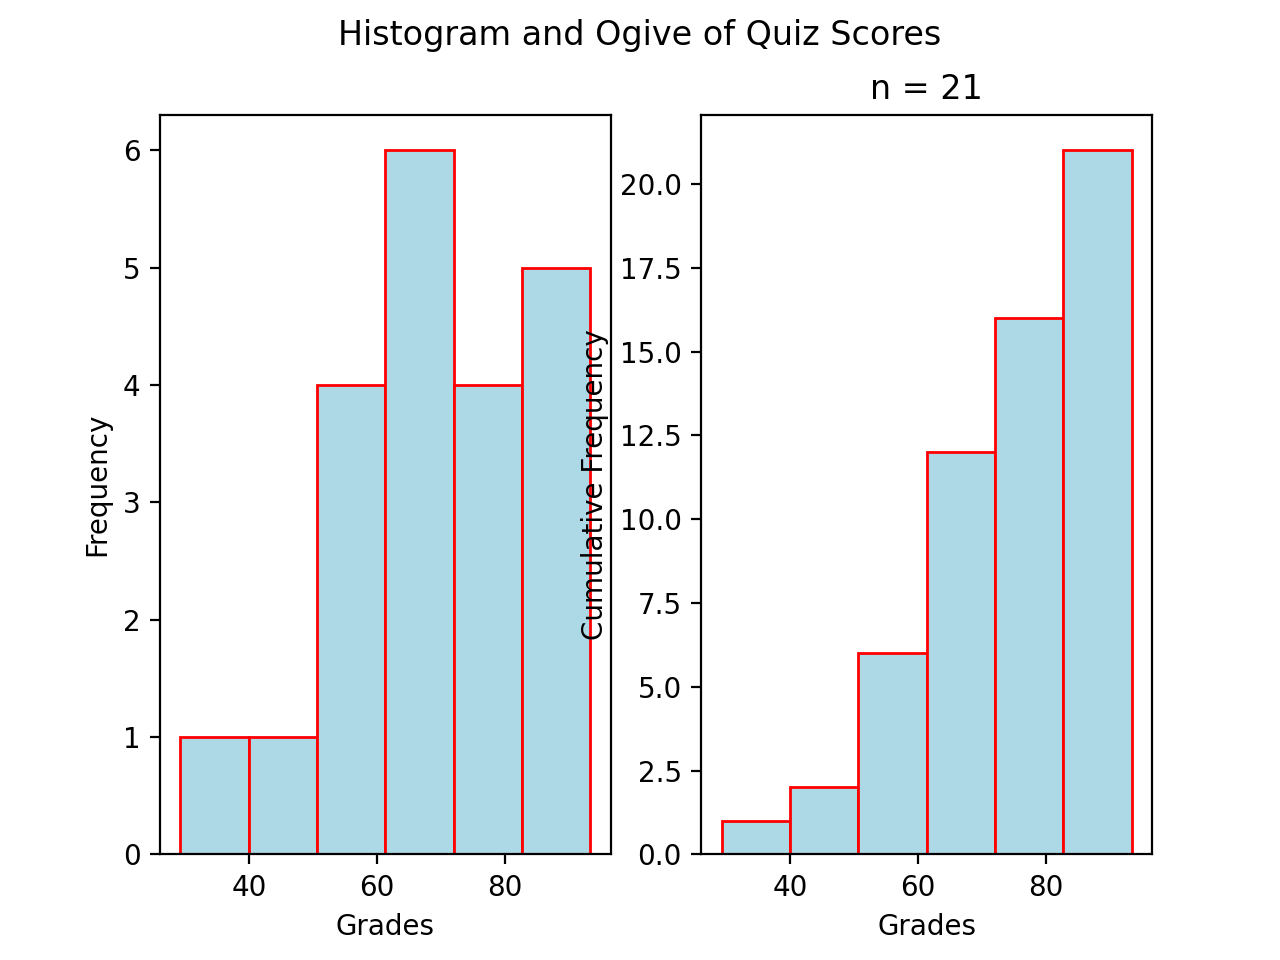 Histogram and Ogive of Quiz Scores
n = 21
Frequency
6
5
4
3
2
1
0
40 60 80
Grades
Cumulative Frequency
20.0
17.5
15.0
12.5
10.0
7.5
5.0
2.5
0.0
40 60 80
Grades